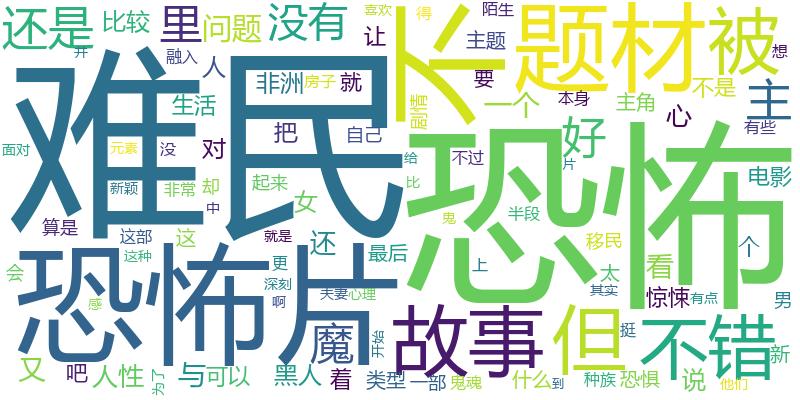 还是
比较
里
问题
没有
让
喜欢
得
陌生
不
题材
被
开
融入
人
非洲
房子
就
主题
要
剧情
一个
本身
主角
不是
想
主
难民
生活
把
自己
对
元素
没
心
有些
好
不过
给
比
片
恐怖
面对
新颖
非常
却
中
起来
女
鬼
半段
电影
算是
这部
这种
这
就是
还
最后
上
移民
看
太
个
会
感
更
深刻
啊
夫妻
心理
其实
惊悚
有点
男
恐怖片
魔
开始
故事
但
挺
不错
新
又
吧
人性
为了
与
可以
黑人
着
类型
一部
鬼魂
什么
到
种族
恐惧
说
他们